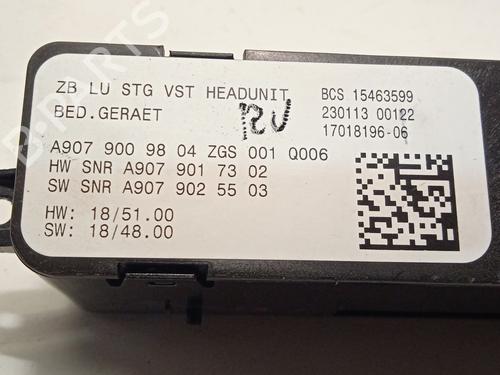 ZB LU STG VST HEADUNIT
BED.GERAET
BCS 15463599
230113 00122
17018196-06
A907 900 98 04 ZGS 001 Q006
HW SNR A907 901 73 02
SW SNR A907 902 55 03
HW: 18/51.00
SW: 18/48.00
B-PARTS